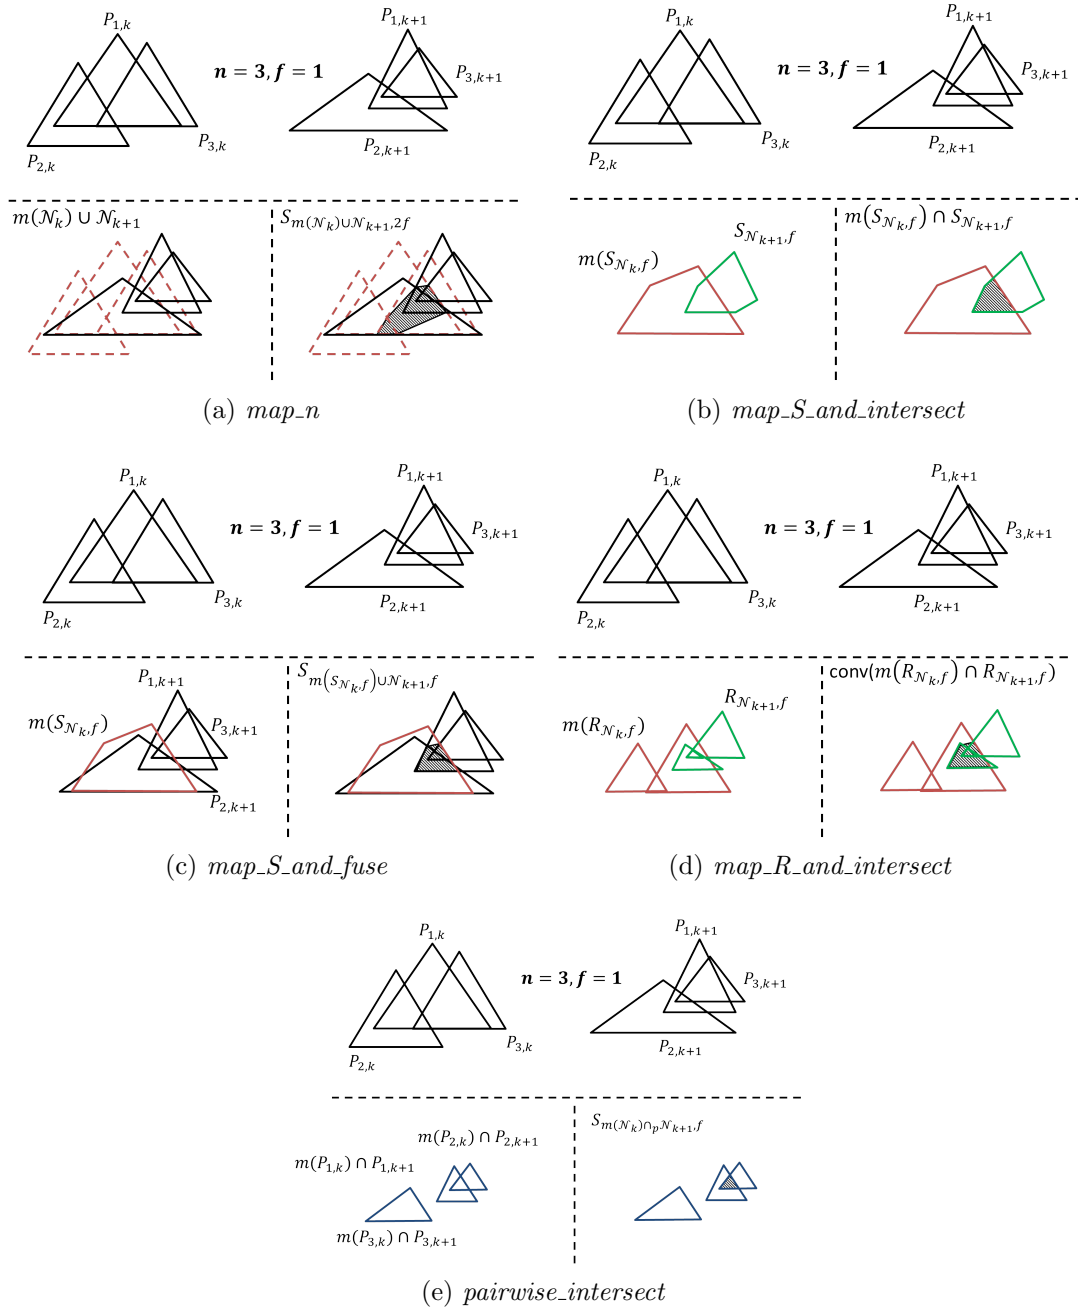 P_{1,k}
P_{1,k+1}
n = 3, f = 1
P_{3,k+1}
P_{3,k}
P_{2,k}
P_{2,k+1}
m(𝒩_k) ∪ 𝒩_{k+1}
S_{m(𝒩_k)∪𝒩_{k+1},2f}
(a) map_n
P_{1,k}
P_{1,k+1}
n = 3, f = 1
P_{3,k+1}
P_{3,k}
P_{2,k}
P_{2,k+1}
m(S_{𝒩_k,f})
S_{𝒩_{k+1},f}
m(S_{𝒩_k,f}) ∩ S_{𝒩_{k+1},f}
(b) map_S_and_intersect
P_{1,k}
P_{1,k+1}
n = 3, f = 1
P_{3,k+1}
P_{3,k}
P_{2,k}
P_{2,k+1}
P_{1,k+1}
m(S_{𝒩_k,f})
P_{3,k+1}
P_{2,k+1}
S_{m(S_{𝒩_k,f})∪𝒩_{k+1},f}
(c) map_S_and_fuse
P_{1,k}
P_{1,k+1}
n = 3, f = 1
P_{3,k+1}
P_{3,k}
P_{2,k}
P_{2,k+1}
m(R_{𝒩_k,f})
R_{𝒩_{k+1},f}
conv(m(R_{𝒩_k,f}) ∩ R_{𝒩_{k+1},f})
(d) map_R_and_intersect
P_{1,k}
P_{1,k+1}
n = 3, f = 1
P_{3,k+1}
P_{3,k}
P_{2,k}
P_{2,k+1}
m(P_{2,k}) ∩ P_{2,k+1}
m(P_{1,k}) ∩ P_{1,k+1}
m(P_{3,k}) ∩ P_{3,k+1}
S_{m(𝒩_k)∩_p𝒩_{k+1},f}
(e) pairwise_intersect